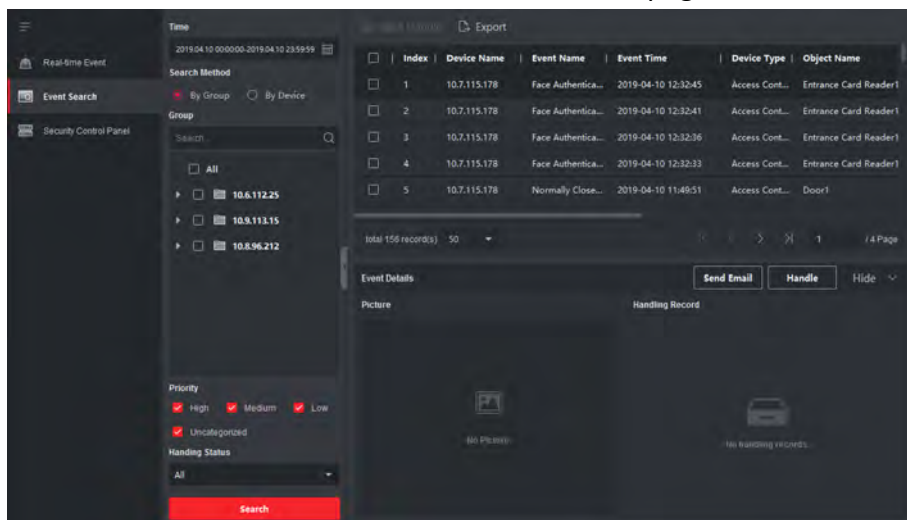 Real-time Event
Event Search
Security Control Panel
Time
2019.04.10 00:00:00-2019.04.10 23:59:59
Search Method
By Group By Device
Group
Search
All
10.6.112.25
10.9.113.15
10.8.96.212
Priority
High Medium Low
Uncategorized
Handing Status
All
Search
Export
Index Device Name Event Name Event Time Device Type Object Name
1 10.7.115.178 Face Authentica... 2019-04-10 12:32:45 Access Cont... Entrance Card Reader1
2 10.7.115.178 Face Authentica... 2019-04-10 12:32:41 Access Cont... Entrance Card Reader1
3 10.7.115.178 Face Authentica... 2019-04-10 12:32:36 Access Cont... Entrance Card Reader1
4 10.7.115.178 Face Authentica... 2019-04-10 12:32:33 Access Cont... Entrance Card Reader1
5 10.7.115.178 Normally Close... 2019-04-10 11:49:51 Access Cont... Door1
total 156 record(s) 50 1 / 4 Page
Event Details Send Email Handle Hide
Picture Handling Record
No Picture
No handling records.